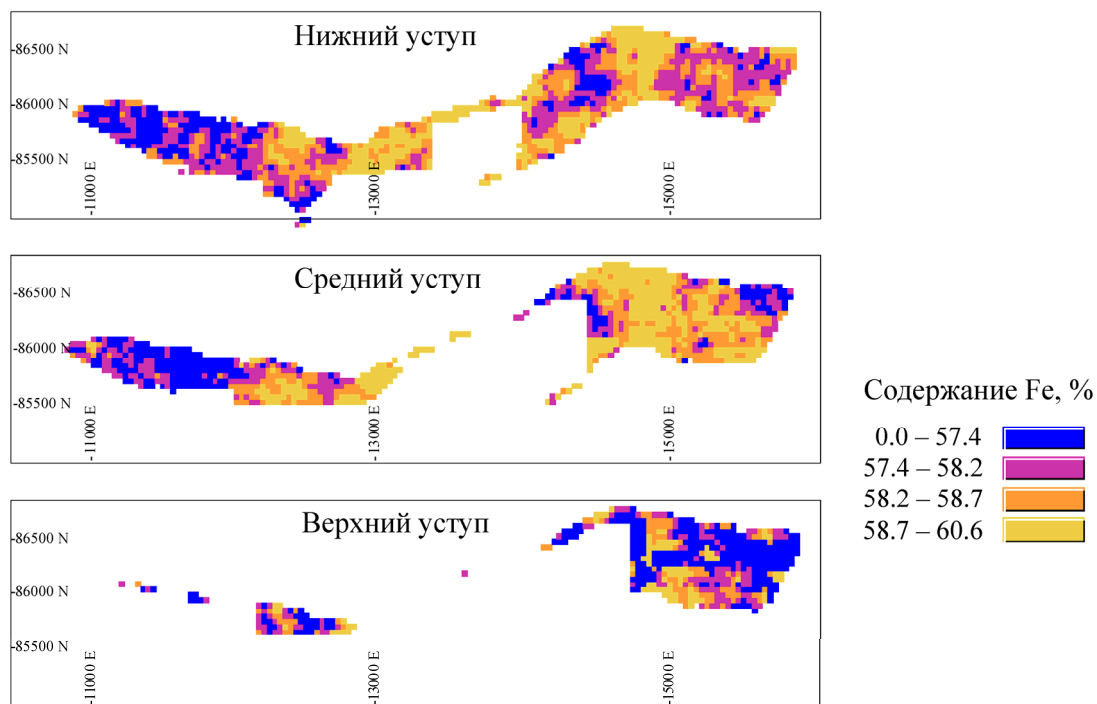 Нижний уступ
-86500 N
-86000 N
-85500 N
-11000 E
-13000 E
-15000 E
Средний уступ
-86500 N
-86000 N
-85500 N
-11000 E
-13000 E
-15000 E
Содержание Fe, %
0.0 – 57.4
57.4 – 58.2
58.2 – 58.7
58.7 – 60.6
Верхний уступ
-86500 N
-86000 N
-85500 N
-11000 E
-13000 E
-15000 E